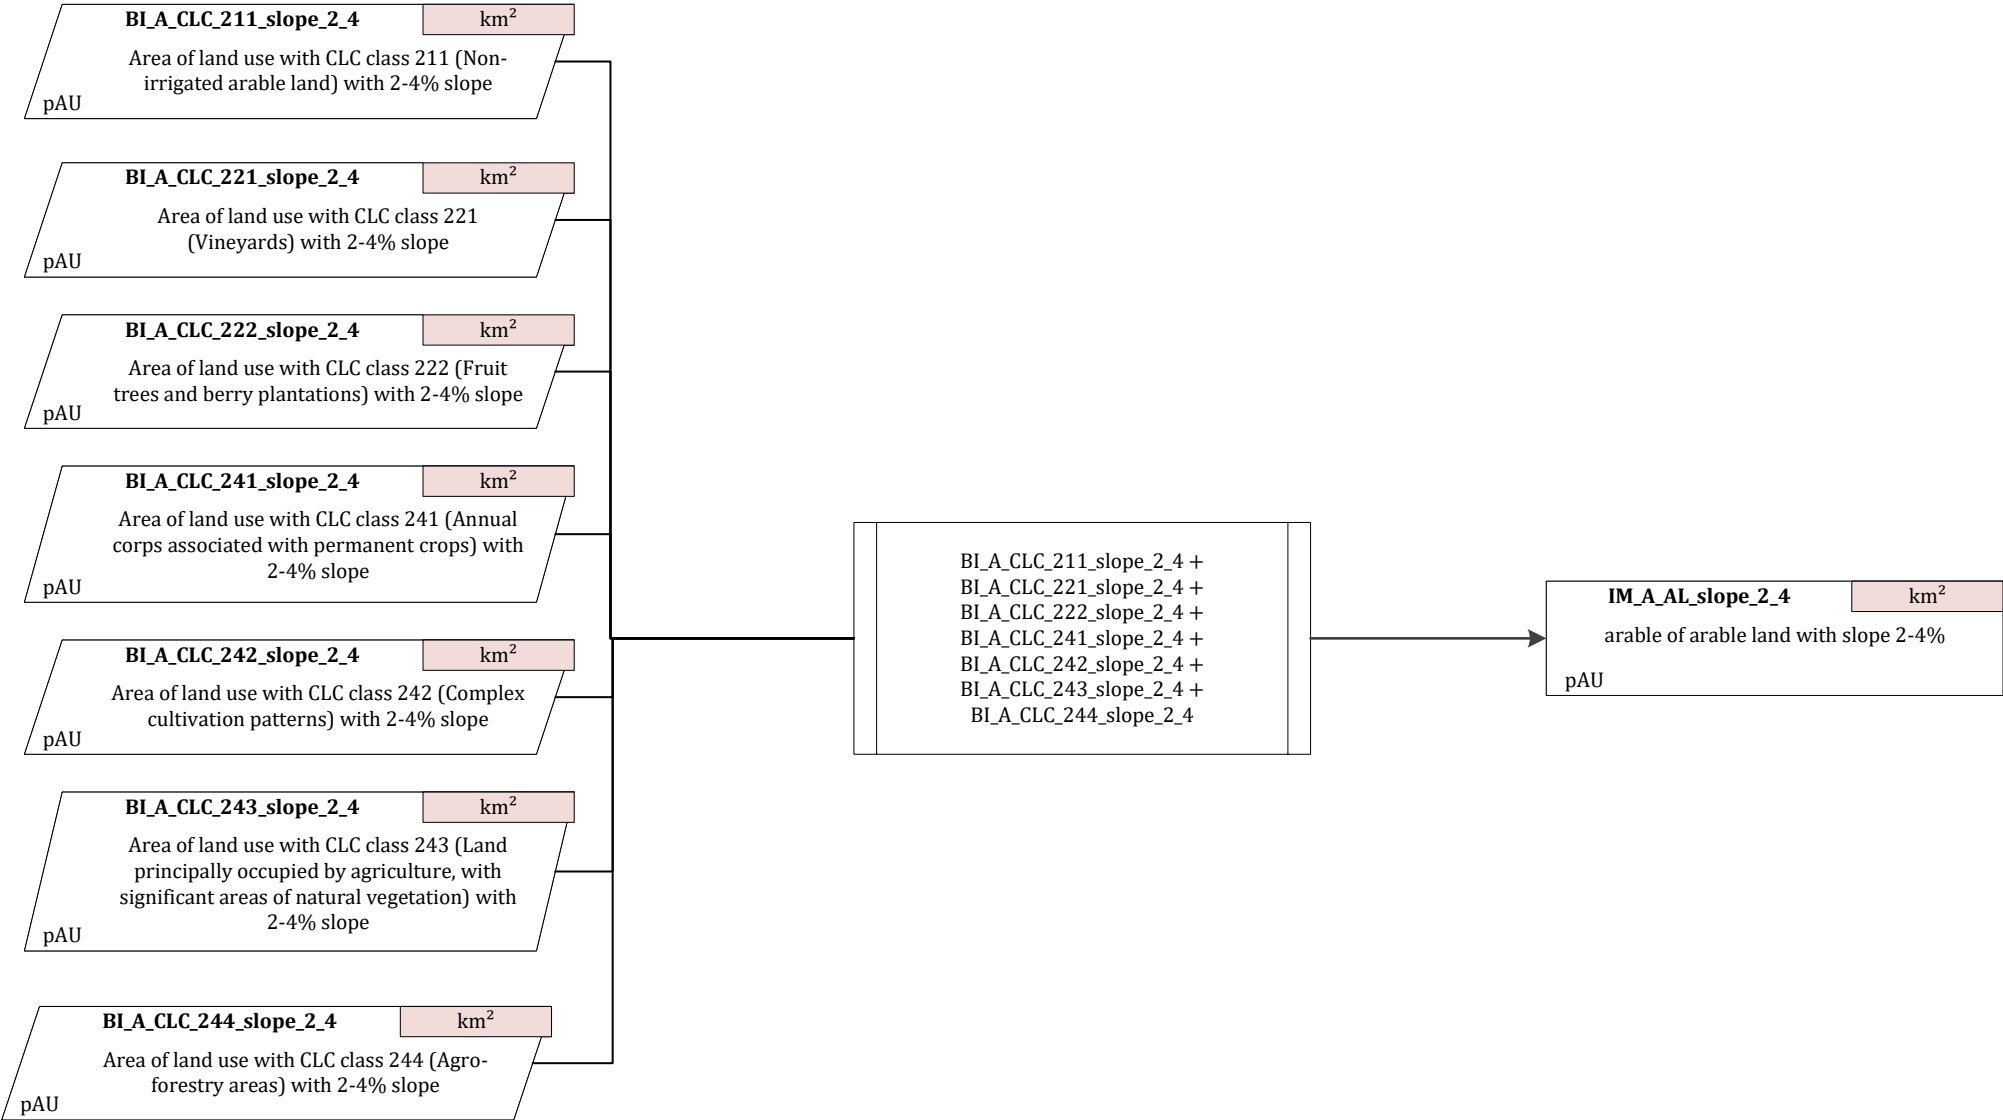 BI_A_CLC_211_slope_2_4
km²
Area of land use with CLC class 211 (Non-
irrigated arable land) with 2-4% slope
pAU
BI_A_CLC_221_slope_2_4
km²
Area of land use with CLC class 221
(Vineyards) with 2-4% slope
pAU
BI_A_CLC_222_slope_2_4
km²
Area of land use with CLC class 222 (Fruit
trees and berry plantations) with 2-4% slope
pAU
BI_A_CLC_241_slope_2_4
km²
Area of land use with CLC class 241 (Annual
corps associated with permanent crops) with
2-4% slope
pAU
BI_A_CLC_242_slope_2_4
km²
Area of land use with CLC class 242 (Complex
cultivation patterns) with 2-4% slope
pAU
BI_A_CLC_243_slope_2_4
km²
Area of land use with CLC class 243 (Land
principally occupied by agriculture, with
significant areas of natural vegetation) with
2-4% slope
pAU
BI_A_CLC_244_slope_2_4
km²
Area of land use with CLC class 244 (Agro-
forestry areas) with 2-4% slope
pAU
BI_A_CLC_211_slope_2_4 +
BI_A_CLC_221_slope_2_4 +
BI_A_CLC_222_slope_2_4 +
BI_A_CLC_241_slope_2_4 +
BI_A_CLC_242_slope_2_4 +
BI_A_CLC_243_slope_2_4 +
BI_A_CLC_244_slope_2_4
IM_A_AL_slope_2_4
km²
arable of arable land with slope 2-4%
pAU